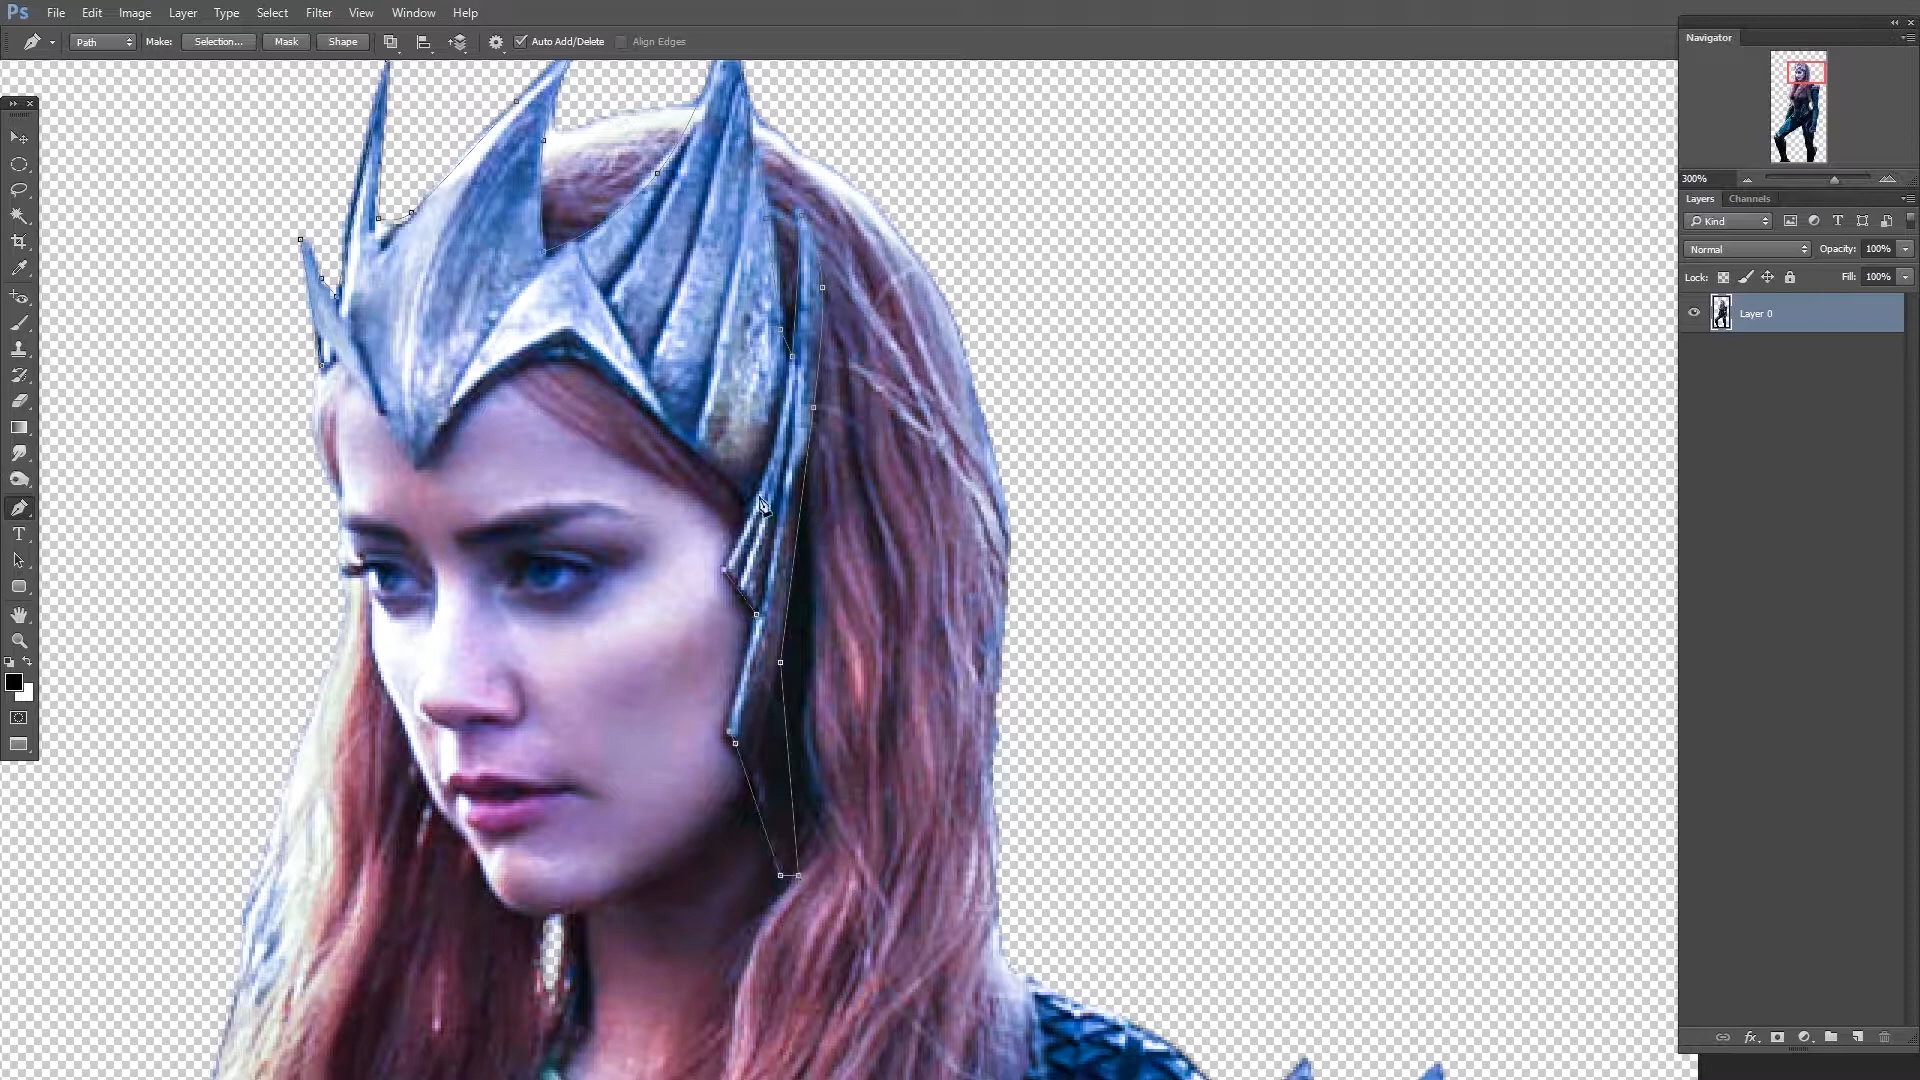 Ps File Edit Image Layer Type Select Filter View Window Help
Path Make: Selection... Mask Shape Auto Add/Delete Align Edges
Navigator
300%
Layers Channels
Kind
Normal Opacity: 100%
Lock: Fill: 100%
Layer 0
fx